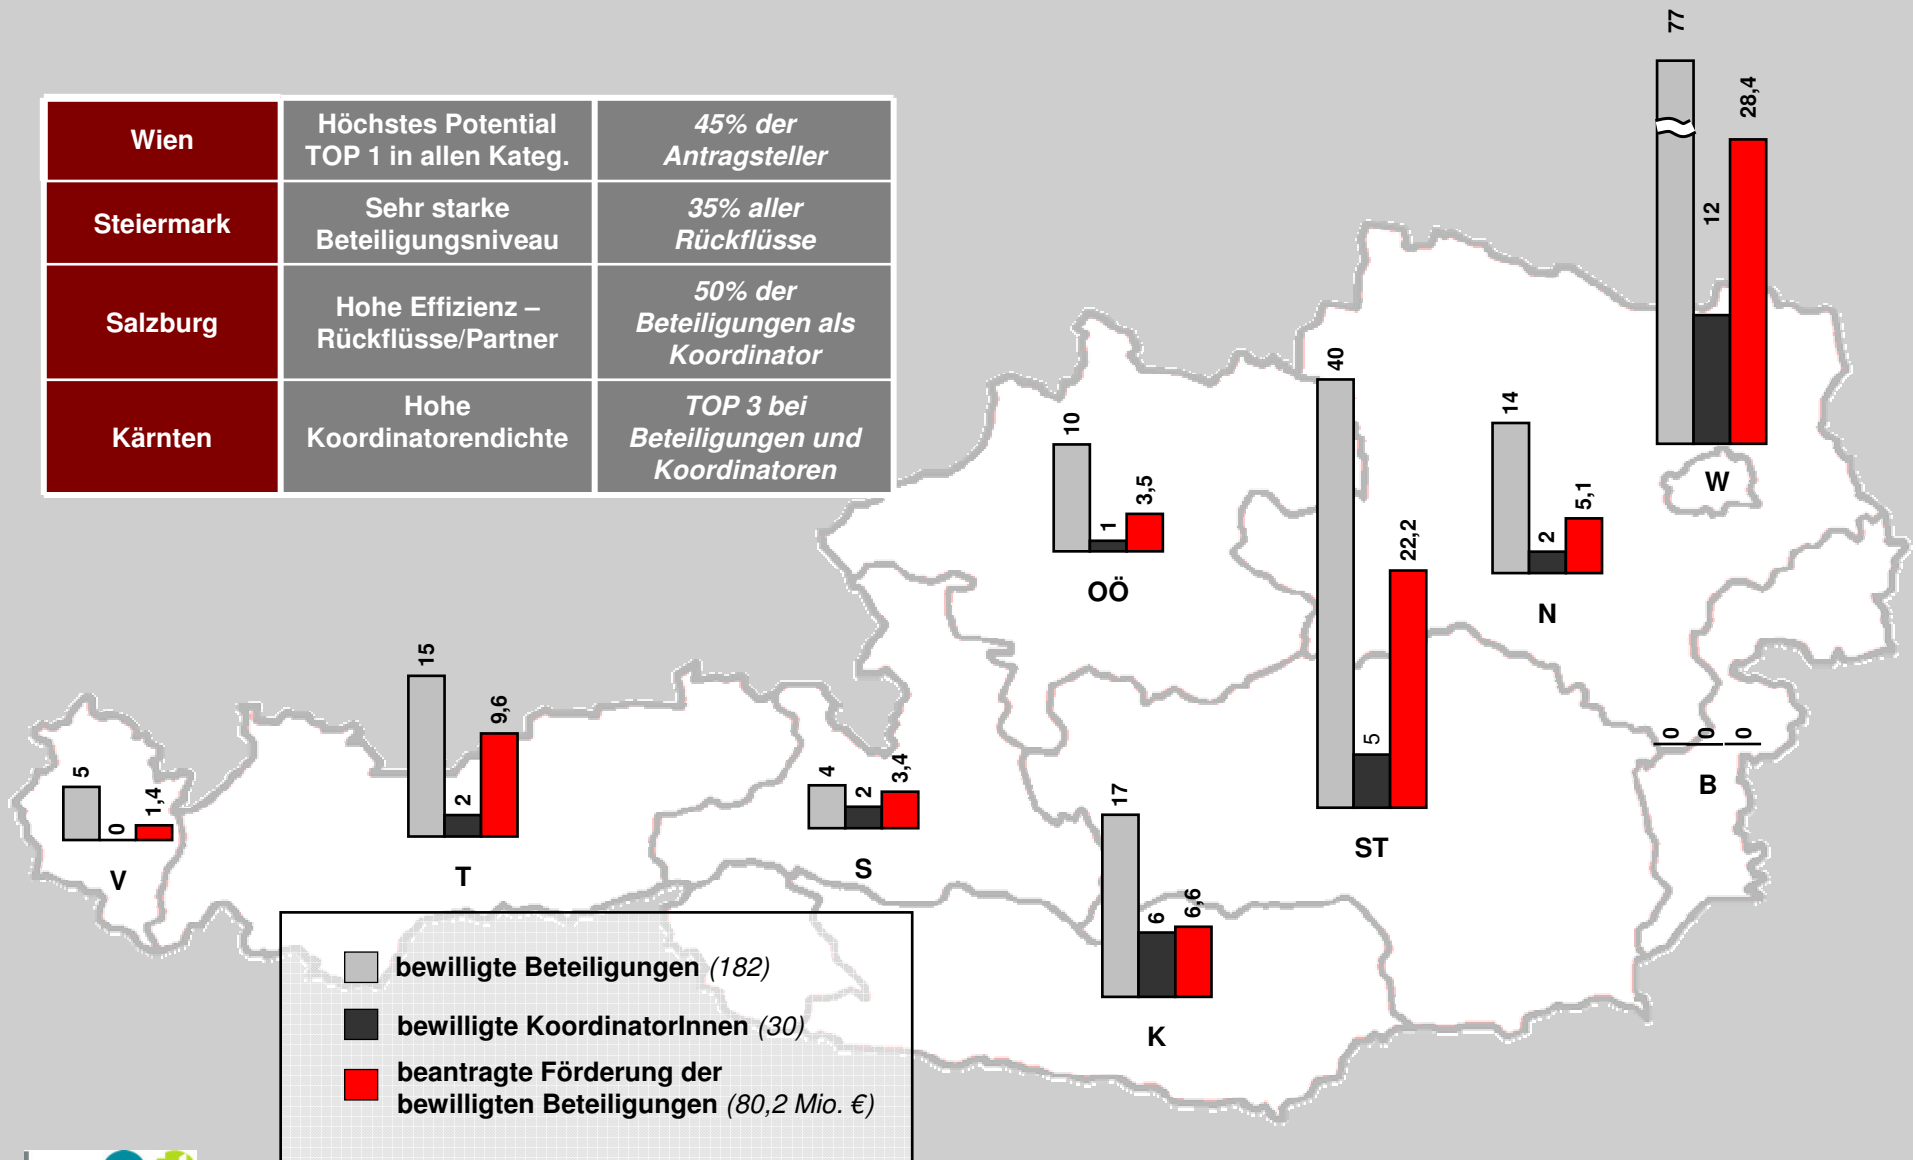 Wien
Höchstes Potential
TOP 1 in allen Kateg.
45% der
Antragsteller
Steiermark
Sehr starke
Beteiligungsniveau
35% aller
Rückflüsse
Salzburg
Hohe Effizienz –
Rückflüsse/Partner
50% der
Beteiligungen als
Koordinator
Kärnten
Hohe
Koordinatorendichte
TOP 3 bei
Beteiligungen und
Koordinatoren
77
12
28,4
W
40
5
22,2
ST
14
2
5,1
N
10
1
3,5
OÖ
0
0
0
B
15
2
9,6
T
5
0
1,4
V
4
2
3,4
S
17
6
6,6
K
bewilligte Beteiligungen (182)
bewilligte KoordinatorInnen (30)
beantragte Förderung der
bewilligten Beteiligungen (80,2 Mio. €)